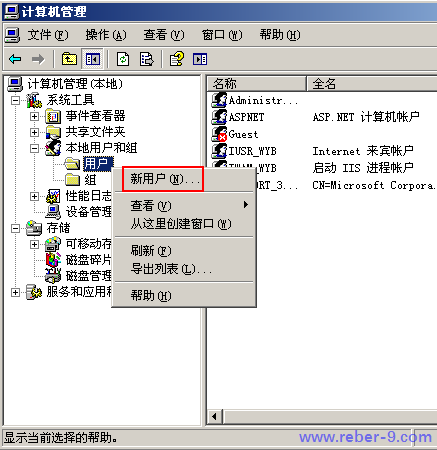 计算机管理
文件(F) 操作(A) 查看(V) 窗口(W) 帮助(H)
计算机管理(本地)
系统工具
事件查看器
共享文件夹
本地用户和组
用户
组
性能日志
设备管理
存储
可移动存
磁盘碎片
磁盘管理
服务和应用程
名称 全名
Administr...
ASPNET ASP.NET 计算机帐户
Guest
IUSR_WYB Internet 来宾帐户
WYB 启动 IIS 进程帐户
RT_3... CN=Microsoft Corpora
新用户(N)...
查看(V)
从这里创建窗口(W)
刷新(F)
导出列表(L)...
帮助(H)
显示当前选择的帮助。
www.reber-9.com